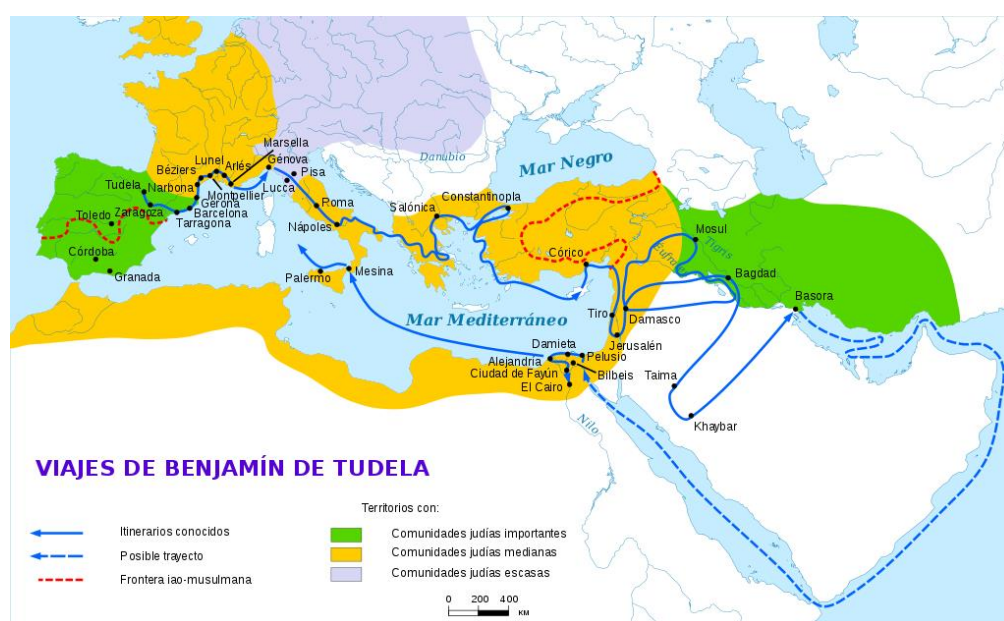 Marsella
Lunel
Arlés
Génova
Béziers
Pisa
Tudela
Narbona
Montpellier
Lucca
Gerona
Barcelona
Zaragoza
Tarragona
Toledo
Córdoba
Granada
Poma
Nápoles
Palermo
Mesina
Danubio
Mar Negro
Salónica
Constantinopla
Córico
Mosul
Tigris
Eufrates
Bagdad
Basora
Tiro
Damasco
Jerusalén
Mar Mediterráneo
Damieta
Pelusio
Alejandria
Ciudad de Fayún
Bilbeis
El Cairo
Nilo
Taima
Khaybar
VIAJES DE BENJAMÍN DE TUDELA
Itinerarios conocidos
Posible trayecto
Frontera iao-musulmana
Territorios con:
Comunidades judías importantes
Comunidades judías medianas
Comunidades judías escasas
0 200 400
KM